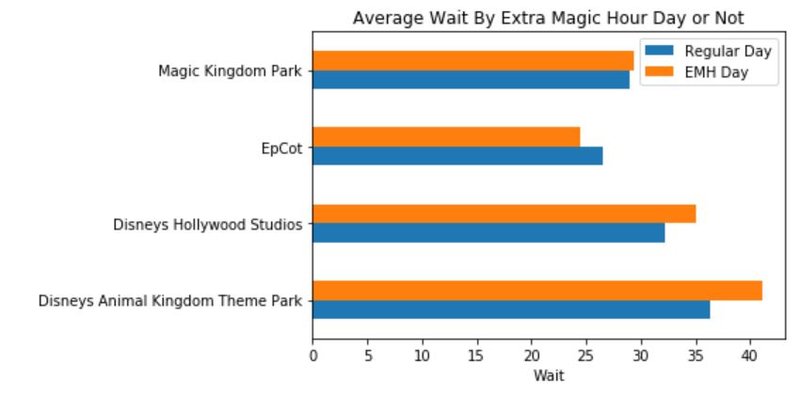 Average Wait By Extra Magic Hour Day or Not
Regular Day
EMH Day
Magic Kingdom Park
EpCot
Disneys Hollywood Studios
Disneys Animal Kingdom Theme Park
0 5 10 15 20 25 30 35 40
Wait